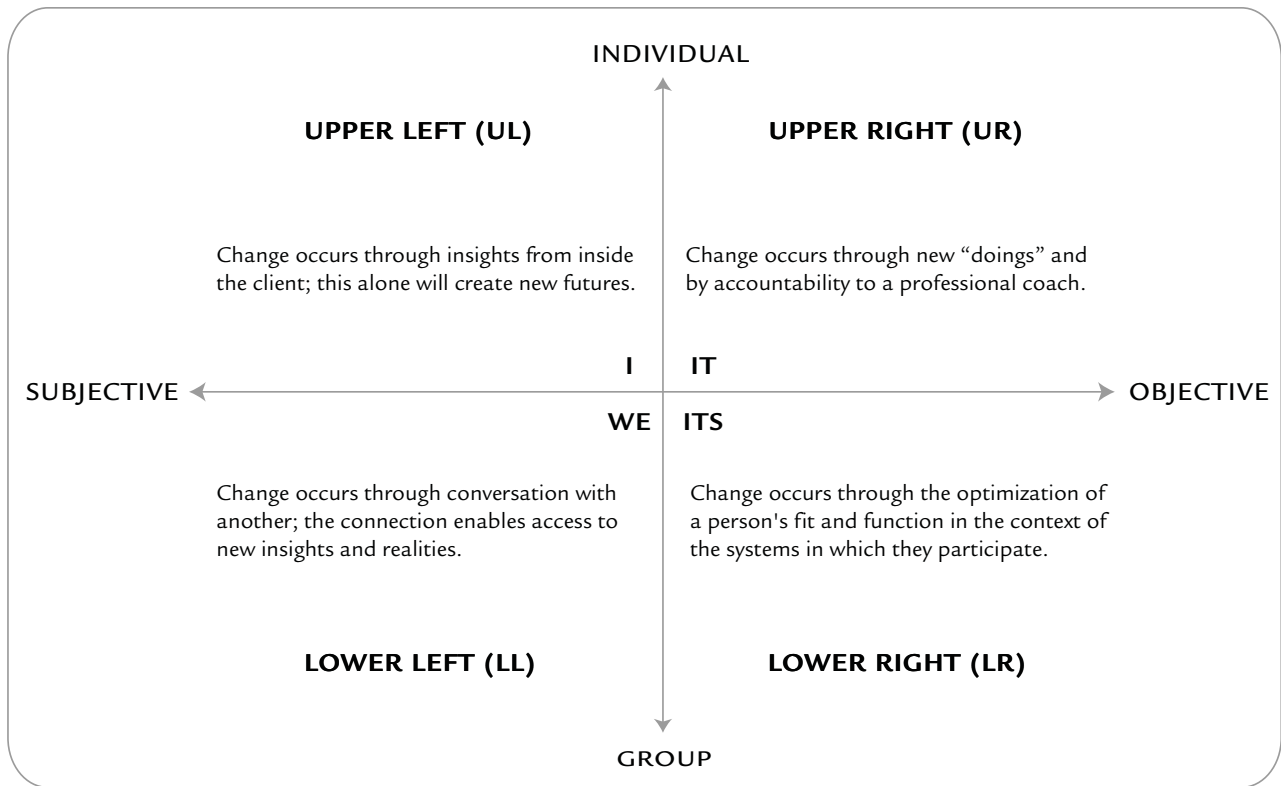 INDIVIDUAL
UPPER LEFT (UL)
UPPER RIGHT (UR)
Change occurs through insights from inside
the client; this alone will create new futures.
Change occurs through new “doings” and
by accountability to a professional coach.
I
IT
SUBJECTIVE
OBJECTIVE
WE
ITS
Change occurs through conversation with
another; the connection enables access to
new insights and realities.
Change occurs through the optimization of
a person's fit and function in the context of
the systems in which they participate.
LOWER LEFT (LL)
LOWER RIGHT (LR)
GROUP